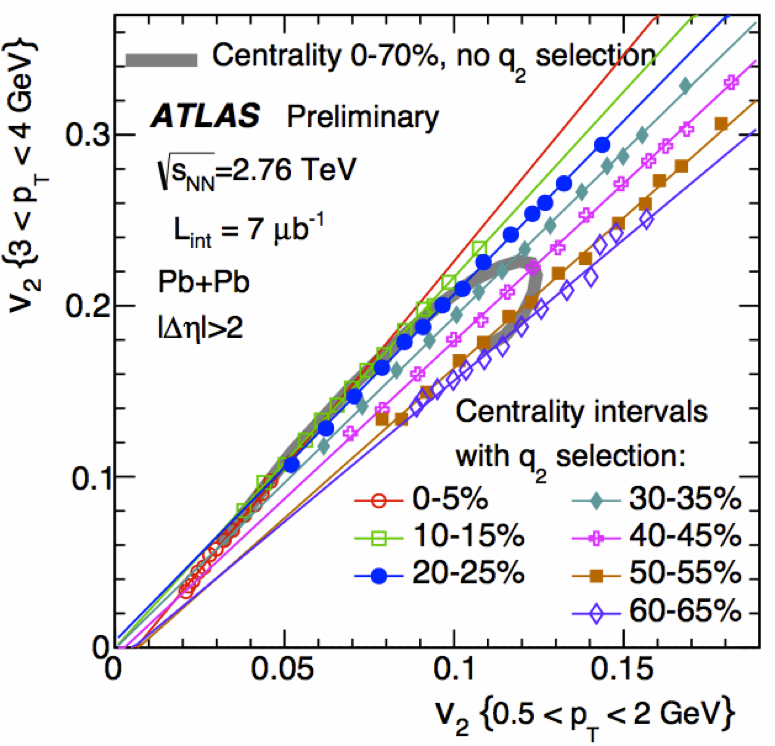 Centrality 0-70%, no q₂ selection
ATLAS Preliminary
√sNN=2.76 TeV
Lint = 7 μb⁻¹
Pb+Pb
|Δη|>2
v₂ {3 < pT < 4 GeV}
0.3
0.2
0.1
0
Centrality intervals
with q₂ selection:
0-5% 30-35%
10-15% 40-45%
20-25% 50-55%
60-65%
0 0.05 0.1 0.15
v₂ {0.5 < pT < 2 GeV}